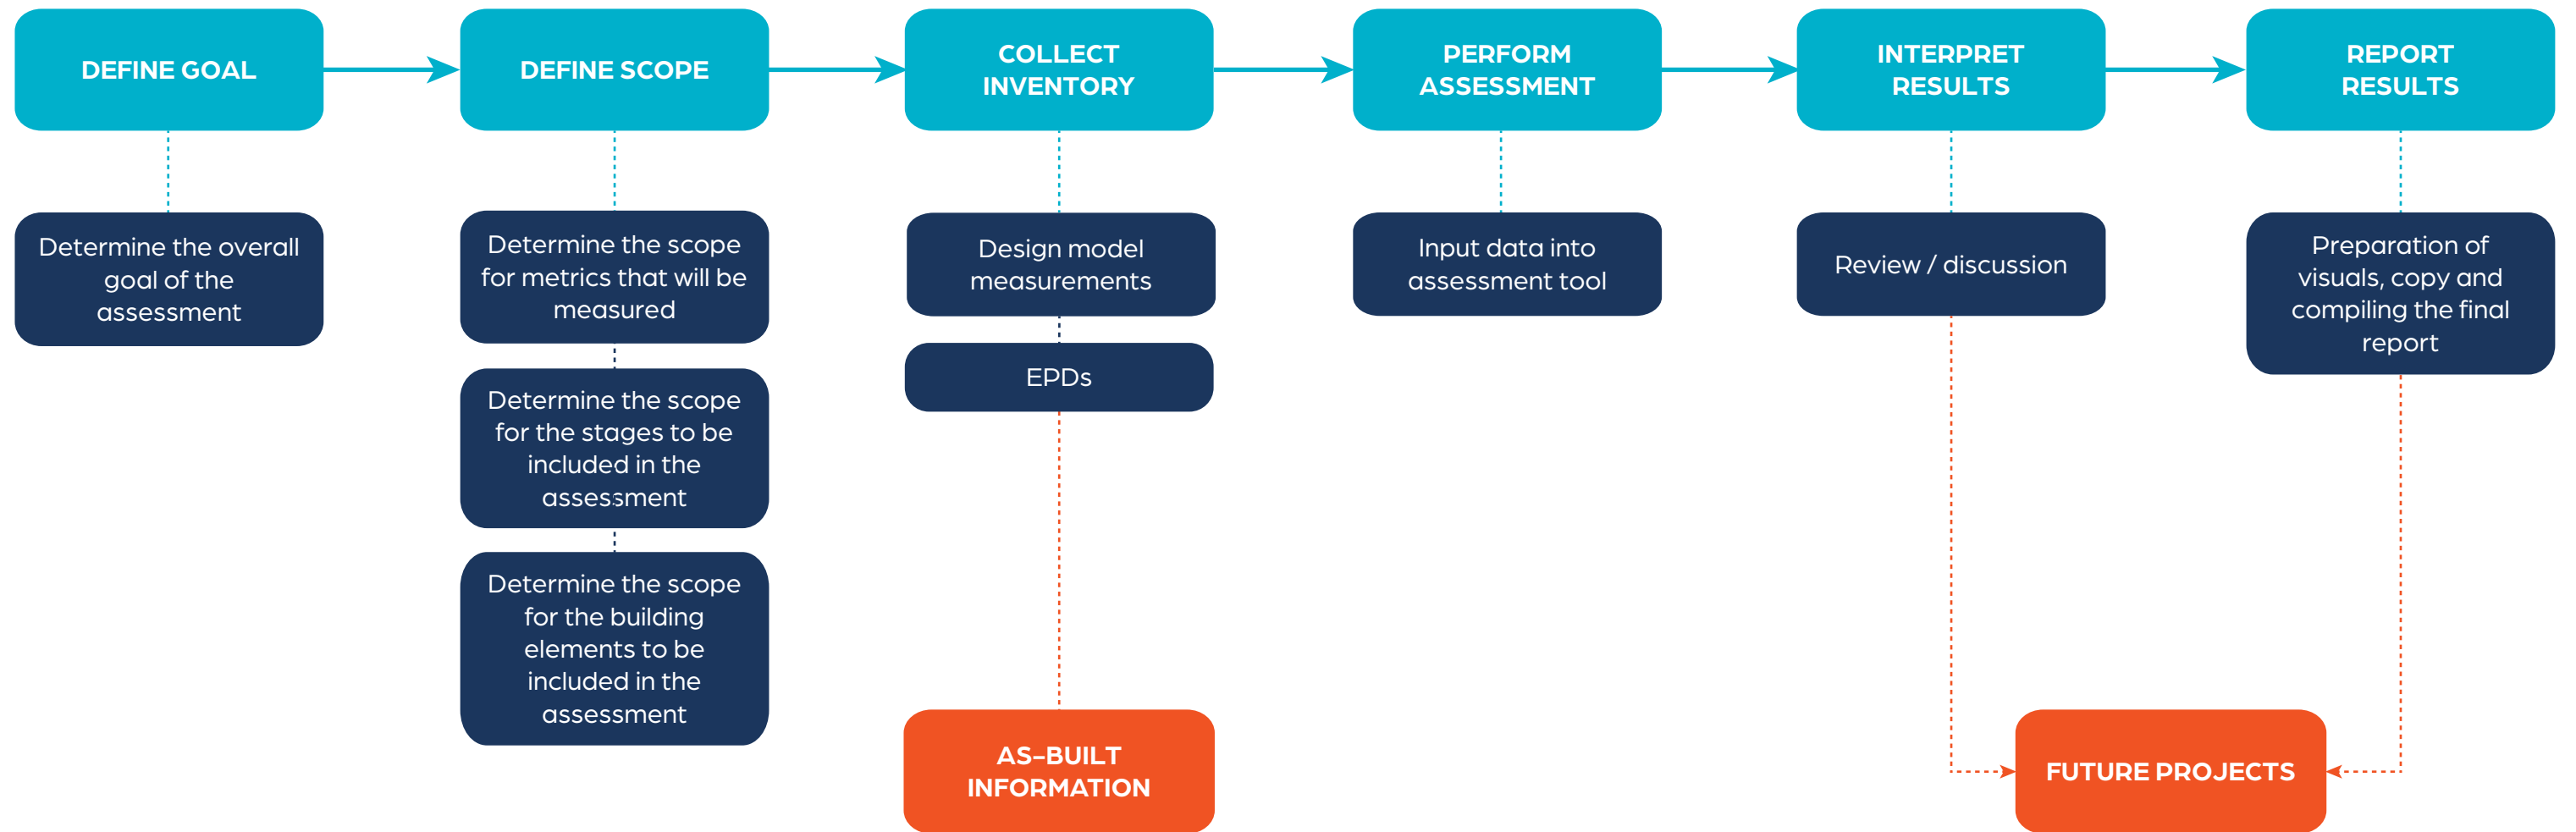 DEFINE GOAL
DEFINE SCOPE
COLLECT
INVENTORY
PERFORM
ASSESSMENT
INTERPRET
RESULTS
REPORT
RESULTS
Determine the overall
goal of the
assessment
Determine the scope
for metrics that will be
measured
Determine the scope
for the stages to be
included in the
assessment
Determine the scope
for the building
elements to be
included in the
assessment
Design model
measurements
EPDs
AS-BUILT
INFORMATION
Input data into
assessment tool
Review / discussion
Preparation of
visuals, copy and
compiling the final
report
FUTURE PROJECTS